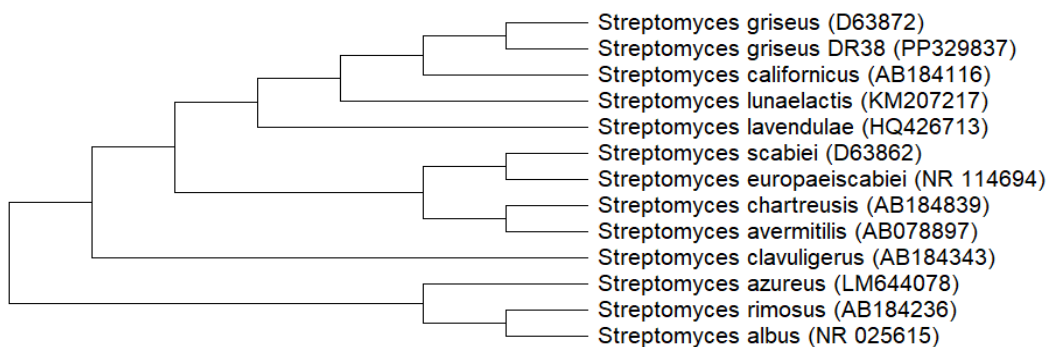 Streptomyces griseus (D63872)
Streptomyces griseus DR38 (PP329837)
Streptomyces californicus (AB184116)
Streptomyces lunaelactis (KM207217)
Streptomyces lavendulae (HQ426713)
Streptomyces scabiei (D63862)
Streptomyces europaeiscabiei (NR 114694)
Streptomyces chartreusis (AB184839)
Streptomyces avermitilis (AB078897)
Streptomyces clavuligerus (AB184343)
Streptomyces azureus (LM644078)
Streptomyces rimosus (AB184236)
Streptomyces albus (NR 025615)